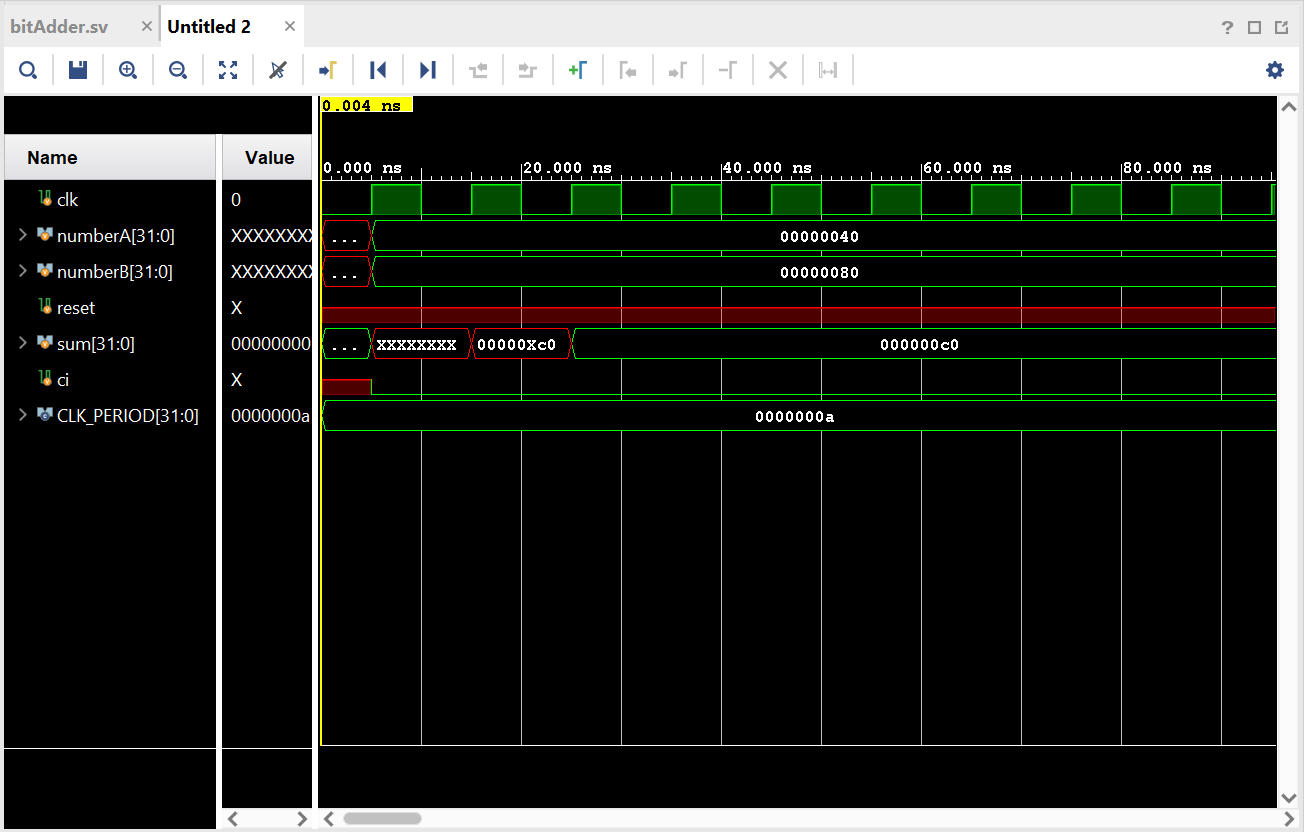 bitAdder.sv × Untitled 2 ×
?
0.004 ns
Name Value
0.000 ns 20.000 ns 40.000 ns 60.000 ns 80.000 ns
clk 0
numberA[31:0] XXXXXXXX ... 00000040
numberB[31:0] XXXXXXXX ... 00000080
reset X
sum[31:0] 00000000 ... XXXXXXXX 00000Xc0 000000c0
ci X
CLK_PERIOD[31:0] 0000000a 0000000a